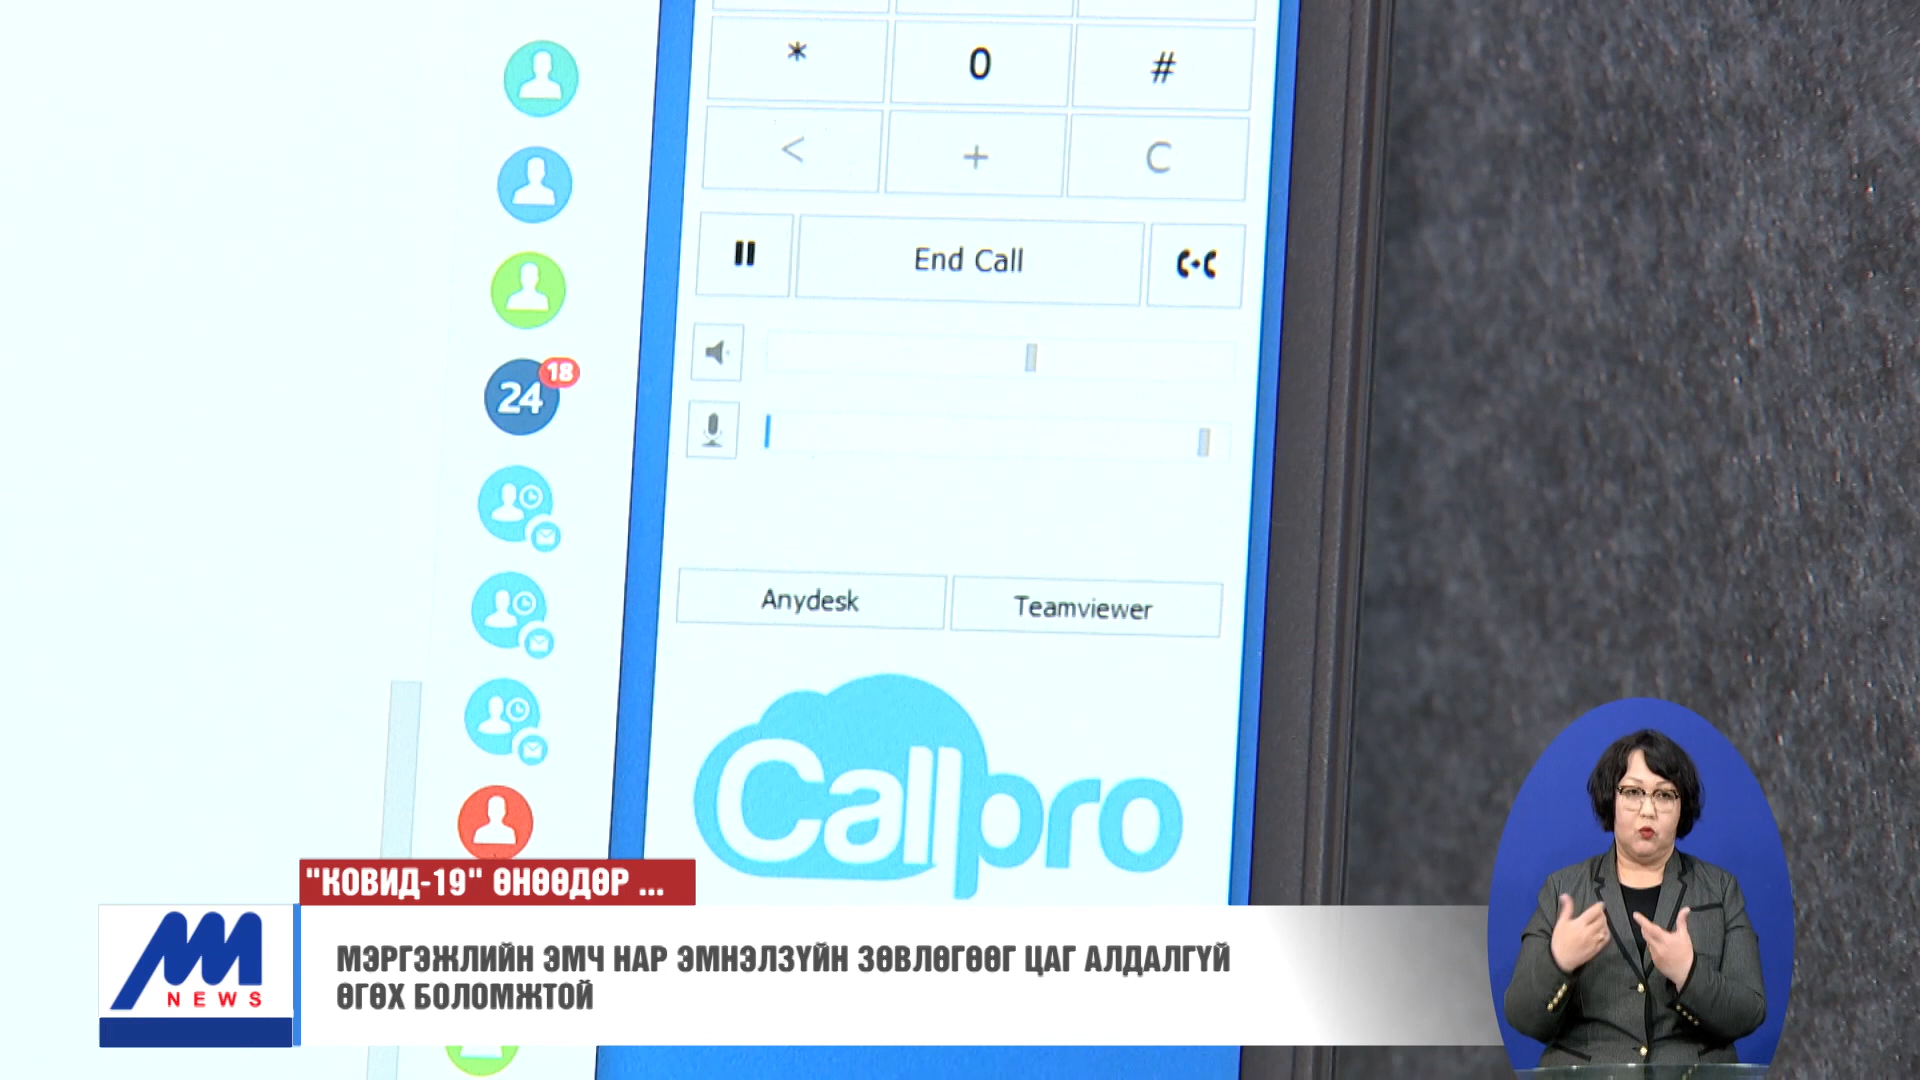 *
0
#
<
+
C
End Call
18
24
Anydesk
Teamviewer
Callpro
"КОВИД-19" ӨНӨӨДӨР ...
NEWS
МЭРГЭЖЛИЙН ЭМЧ НАР ЭМНЭЛЗҮЙН ЗӨВЛӨГӨӨГ ЦАГ АЛДАЛГҮЙ
ӨГӨХ БОЛОМЖТОЙ